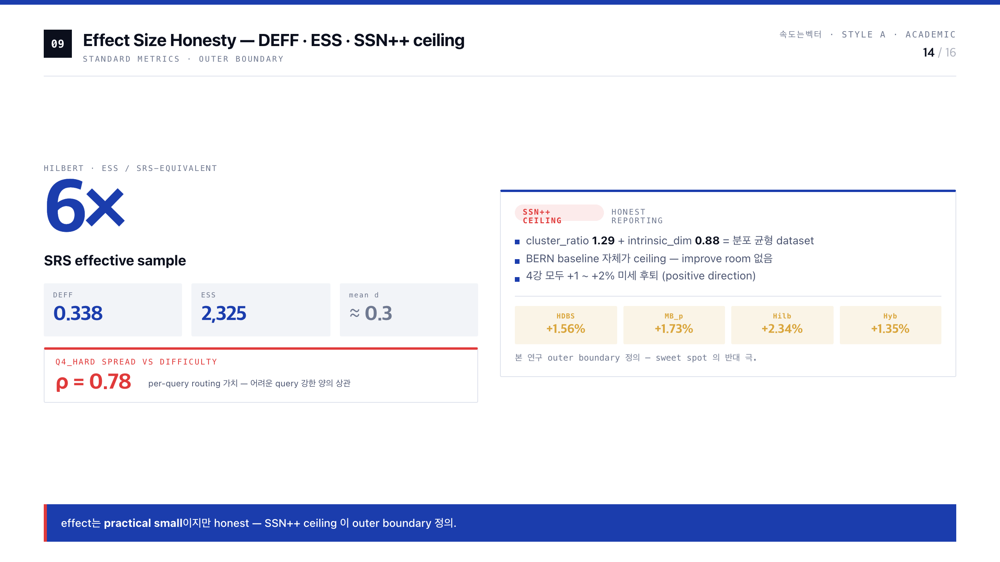 09
Effect Size Honesty — DEFF · ESS · SSN++ ceiling
STANDARD METRICS · OUTER BOUNDARY
속도는벡터 · STYLE A · ACADEMIC
14 / 16
HILBERT · ESS / SRS-EQUIVALENT
6×
SRS effective sample
DEFF
0.338
ESS
2,325
mean d
≈ 0.3
Q4_HARD SPREAD VS DIFFICULTY
ρ = 0.78
per-query routing 가치 — 어려운 query 강한 양의 상관
SSN++
CEILING
HONEST
REPORTING
cluster_ratio 1.29 + intrinsic_dim 0.88 = 분포 균형 dataset
BERN baseline 자체가 ceiling — improve room 없음
4강 모두 +1 ~ +2% 미세 후퇴 (positive direction)
HDBS
+1.56%
MB_p
+1.73%
Hilb
+2.34%
Hyb
+1.35%
본 연구 outer boundary 정의 — sweet spot 의 반대 극.
effect는 practical small이지만 honest — SSN++ ceiling 이 outer boundary 정의.